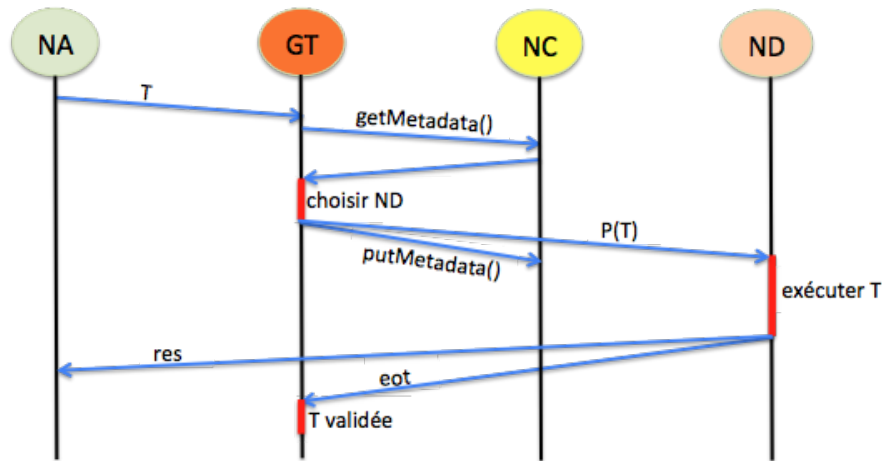 NA GT NC ND
T
getMetadata()
choisir ND
P(T)
putMetadata()
exécuter T
res
eot
T validée